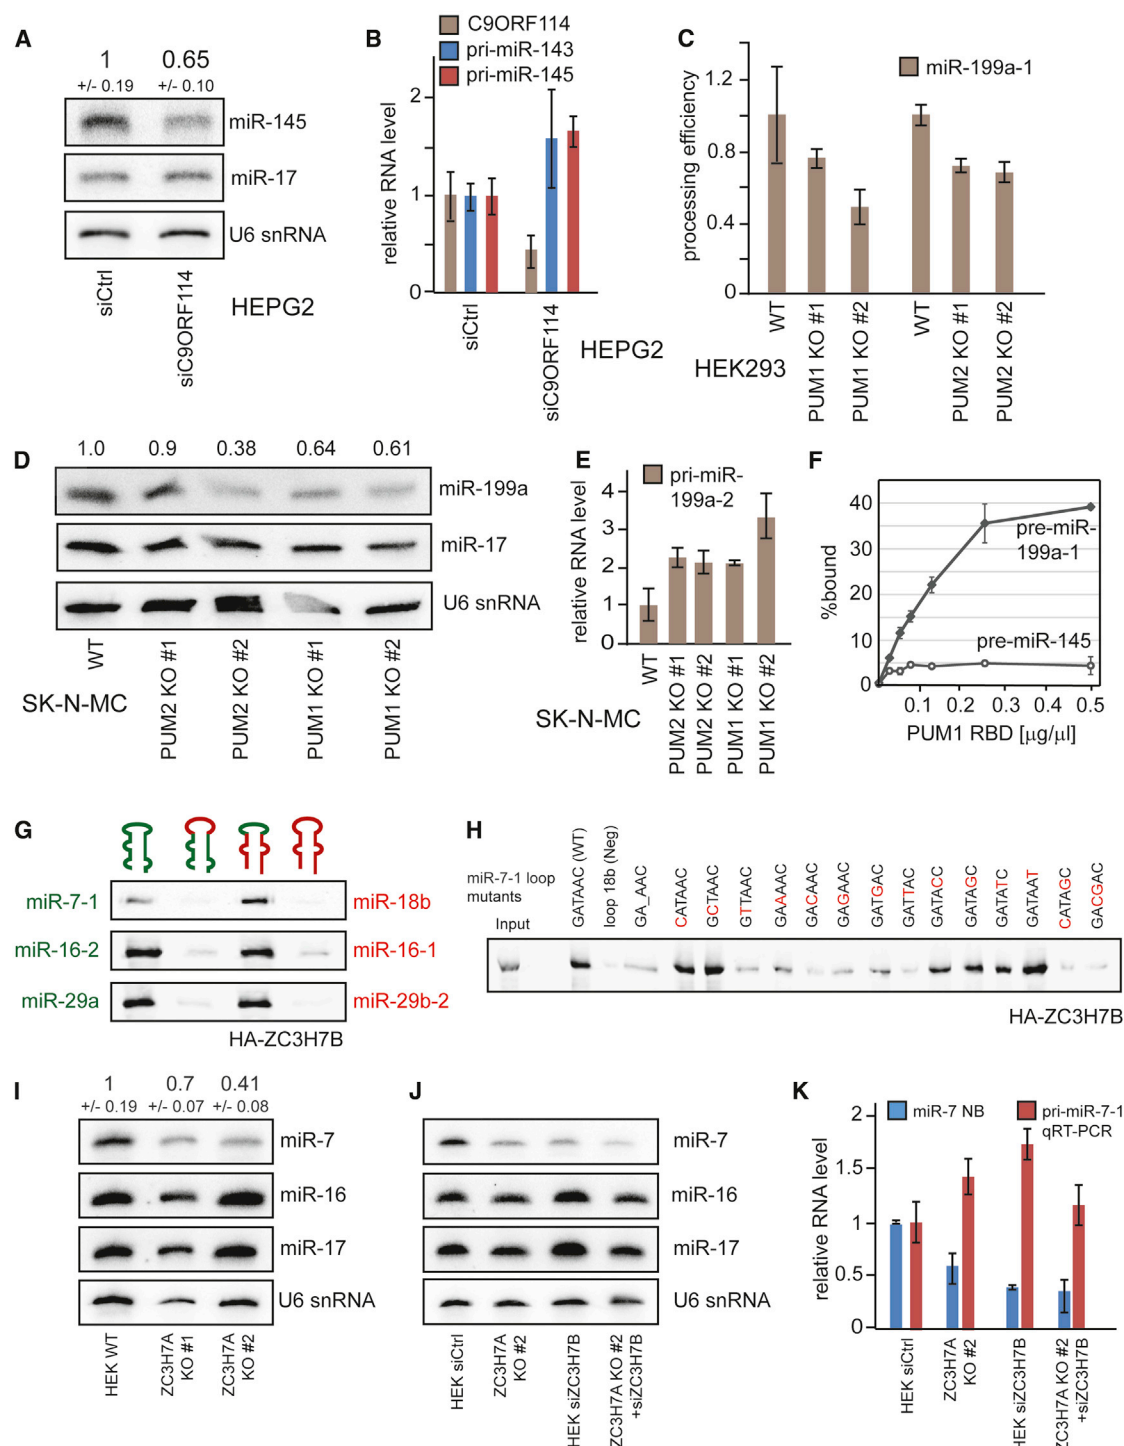 A
1
0.65
+/- 0.19
+/- 0.10
miR-145
miR-17
U6 snRNA
siCtrl
siC9ORF114
HEPG2
B
C9ORF114
pri-miR-143
pri-miR-145
relative RNA level
2
1
0
siCtrl
siC9ORF114
HEPG2
C
miR-199a-1
processing efficiency
1.2
0.8
0.4
0
WT
PUM1 KO #1
PUM1 KO #2
WT
PUM2 KO #1
PUM2 KO #2
HEK293
D
1.0
0.9
0.38
0.64
0.61
miR-199a
miR-17
U6 snRNA
WT
PUM2 KO #1
PUM2 KO #2
PUM1 KO #1
PUM1 KO #2
SK-N-MC
E
pri-miR-
199a-2
relative RNA level
4
3
2
1
0
WT
PUM2 KO #1
PUM2 KO #2
PUM1 KO #1
PUM1 KO #2
SK-N-MC
F
%bound
40
30
20
10
0
pre-miR-
199a-1
pre-miR-145
0.1
0.2
0.3
0.4
0.5
PUM1 RBD [µg/µl]
G
miR-7-1
miR-18b
miR-16-2
miR-16-1
miR-29a
miR-29b-2
HA-ZC3H7B
H
miR-7-1 loop
mutants
Input
GATAAC (WT)
loop 18b (Neg)
GA_AAC
CATAAC
GCTAAC
GTTAAC
GAAAAC
GACAAC
GAGAAC
GATGAC
GATTAC
GATACC
GATAGC
GATATC
GATAAT
CATAGC
GACGAC
HA-ZC3H7B
I
1
0.7
0.41
+/- 0.19
+/- 0.07
+/- 0.08
miR-7
miR-16
miR-17
U6 snRNA
HEK WT
ZC3H7A
KO #1
ZC3H7A
KO #2
J
miR-7
miR-16
miR-17
U6 snRNA
HEK siCtrl
ZC3H7A
KO #2
HEK siZC3H7B
ZC3H7A KO #2
+siZC3H7B
K
miR-7 NB
pri-miR-7-1
qRT-PCR
relative RNA level
2
1.5
1
0.5
0
HEK siCtrl
ZC3H7A
KO #2
HEK siZC3H7B
ZC3H7A KO #2
+siZC3H7B